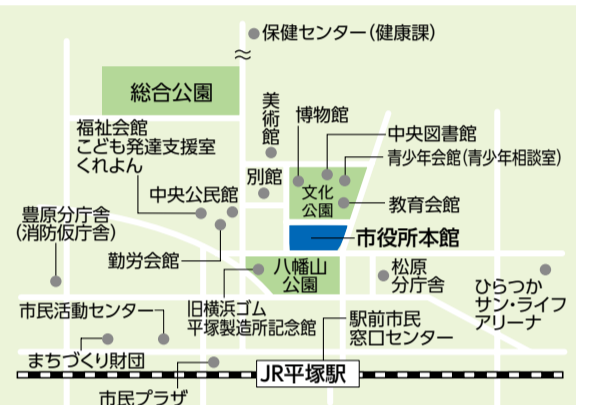 保健センター(健康課)
総合公園
美術館
博物館
中央図書館
青少年会館(青少年相談室)
福祉会館
こども発達支援室
くれよん
中央公民館
別館
文化
公園
教育会館
豊原分庁舎
(消防仮庁舎)
勤労会館
市役所本館
八幡山
公園
松原
分庁舎
ひらつか
サン・ライフ
アリーナ
市民活動センター
旧横浜ゴム
平塚製造所記念館
駅前市民
窓口センター
まちづくり財団
JR平塚駅
市民プラザ